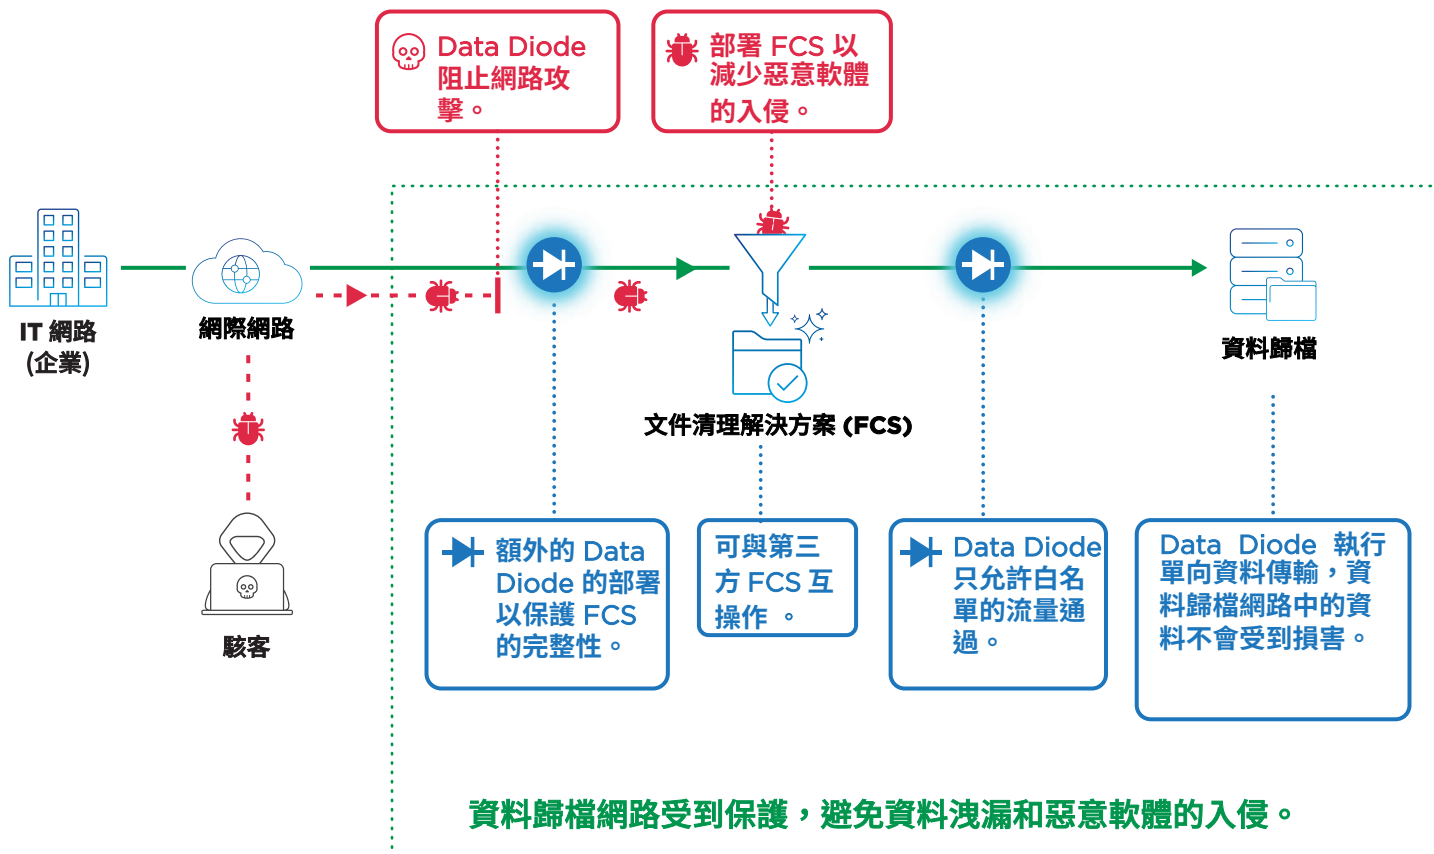 Data Diode
阻止網路攻
擊。
部署 FCS 以
減少惡意軟體
的入侵。
IT 網路
(企業)
網際網路
駭客
文件清理解決方案 (FCS)
資料歸檔
額外的 Data
Diode 的部署
以保護 FCS
的完整性。
可與第三
方 FCS 互
操作 。
Data Diode
只允許白名
單的流量通
過。
Data Diode 執行
單向資料傳輸，資
料歸檔網路中的資
料不會受到損害。
資料歸檔網路受到保護，避免資料洩漏和惡意軟體的入侵。